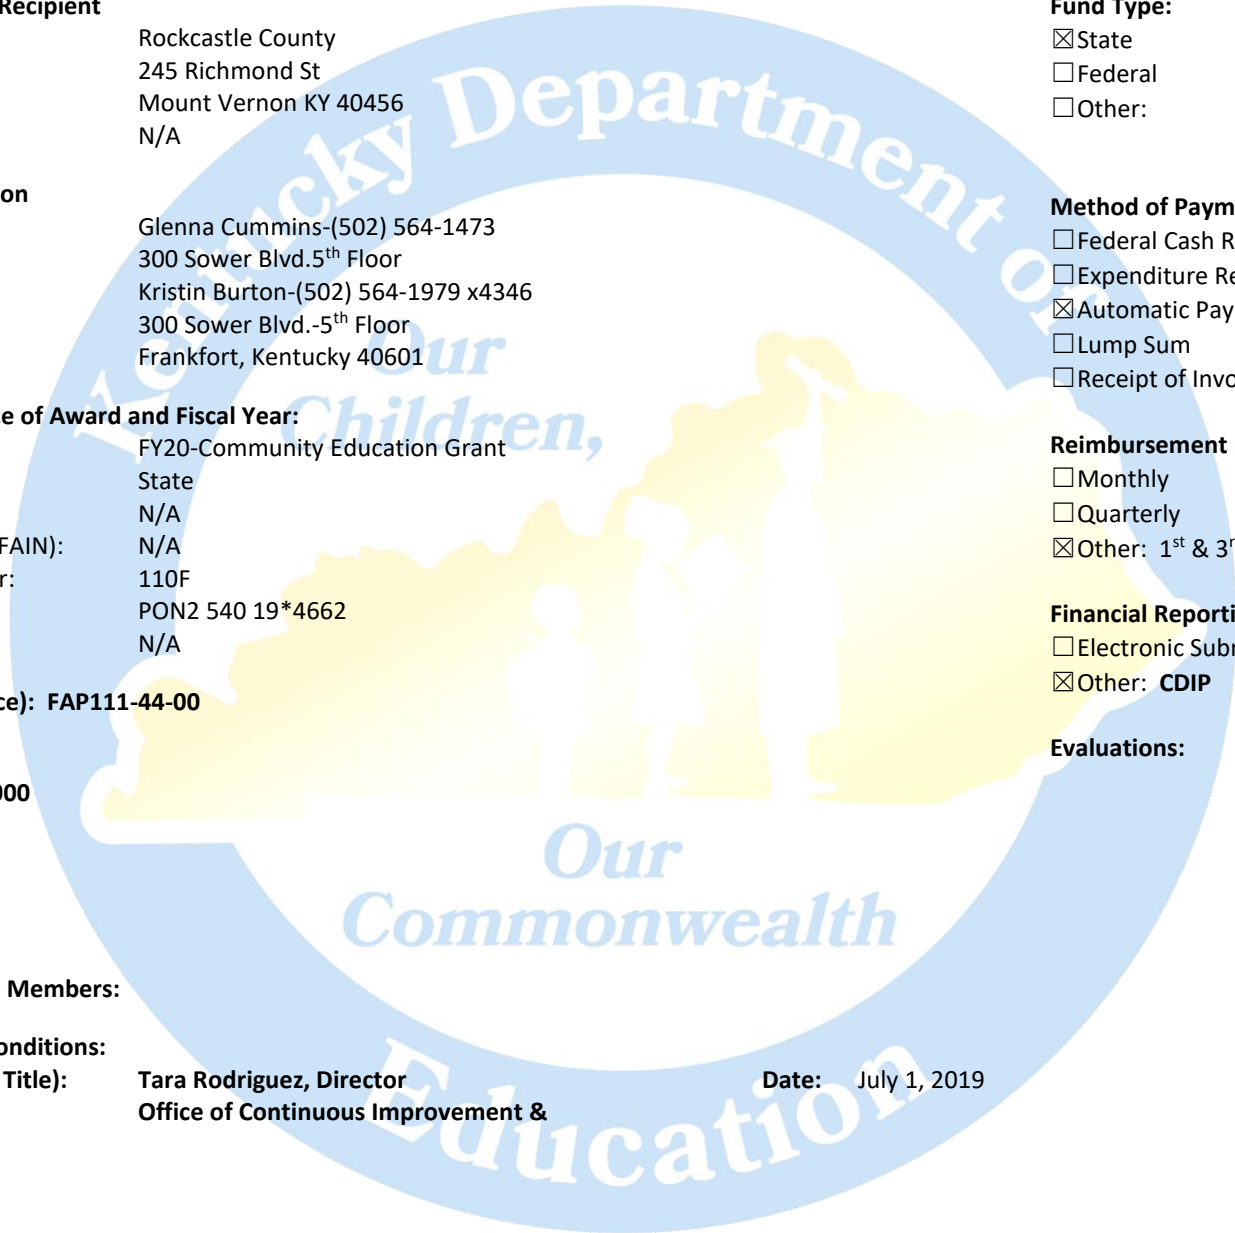 Recipient
Rockcastle County
245 Richmond St
Mount Vernon KY 40456
N/A
on
Glenna Cummins-(502) 564-1473
300 Sower Blvd.5th Floor
Kristin Burton-(502) 564-1979 x4346
300 Sower Blvd.-5th Floor
Frankfort, Kentucky 40601
ce of Award and Fiscal Year:
FY20-Community Education Grant
State
N/A
FAIN): N/A
r: 110F
PON2 540 19*4662
N/A
ce): FAP111-44-00
000
Members:
onditions:
Title): Tara Rodriguez, Director Date: July 1, 2019
Office of Continuous Improvement &
Fund Type:
☒State
☐Federal
☐Other:
Method of Paym
☐Federal Cash R
☐Expenditure Re
☒Automatic Pay
☐Lump Sum
☐Receipt of Invo
Reimbursement
☐Monthly
☐Quarterly
☒Other: 1st & 3r
Financial Reporti
☐Electronic Subm
☒Other: CDIP
Evaluations:
Kentucky Department of
Education
Our
Children,
Our
Commonwealth